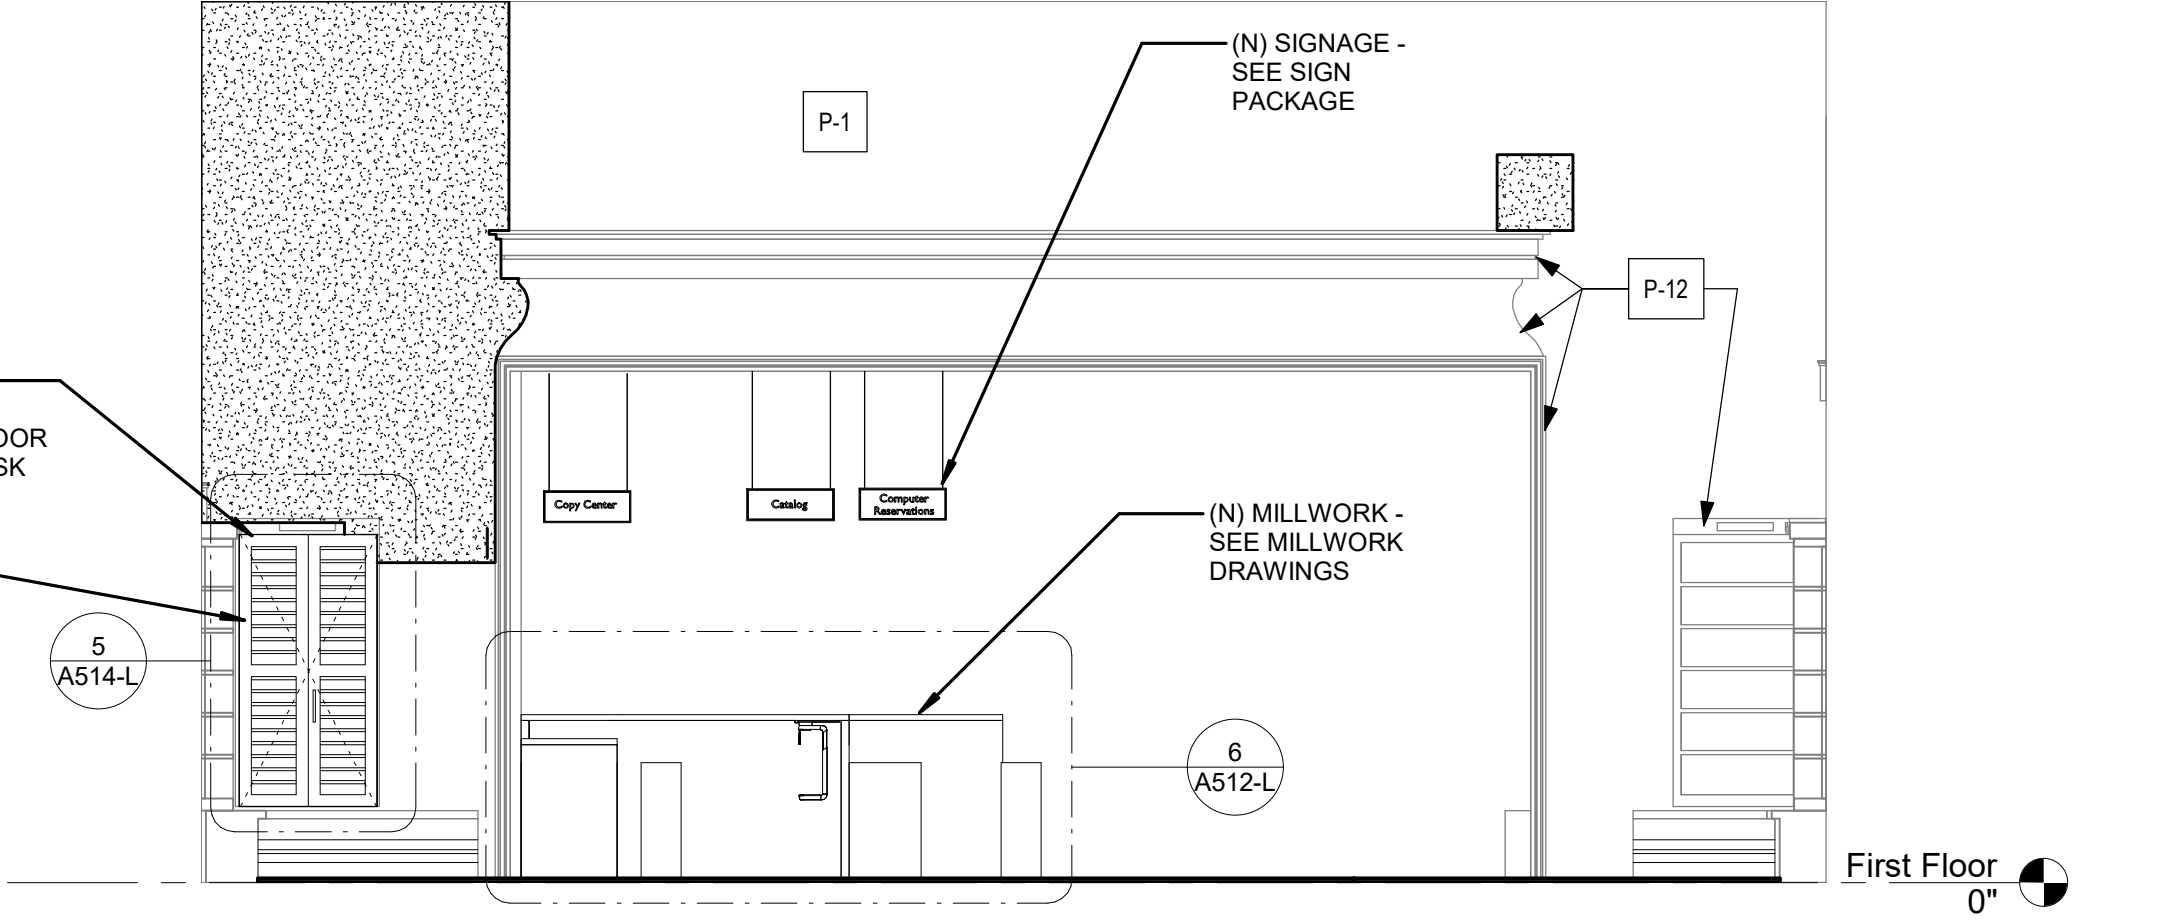 (N) SIGNAGE -
SEE SIGN
PACKAGE
P-1
P-12
OOR
SK
Copy Center
Catalog
Computer
Reservations
(N) MILLWORK -
SEE MILLWORK
DRAWINGS
5
A514-L
6
A512-L
First Floor
0"